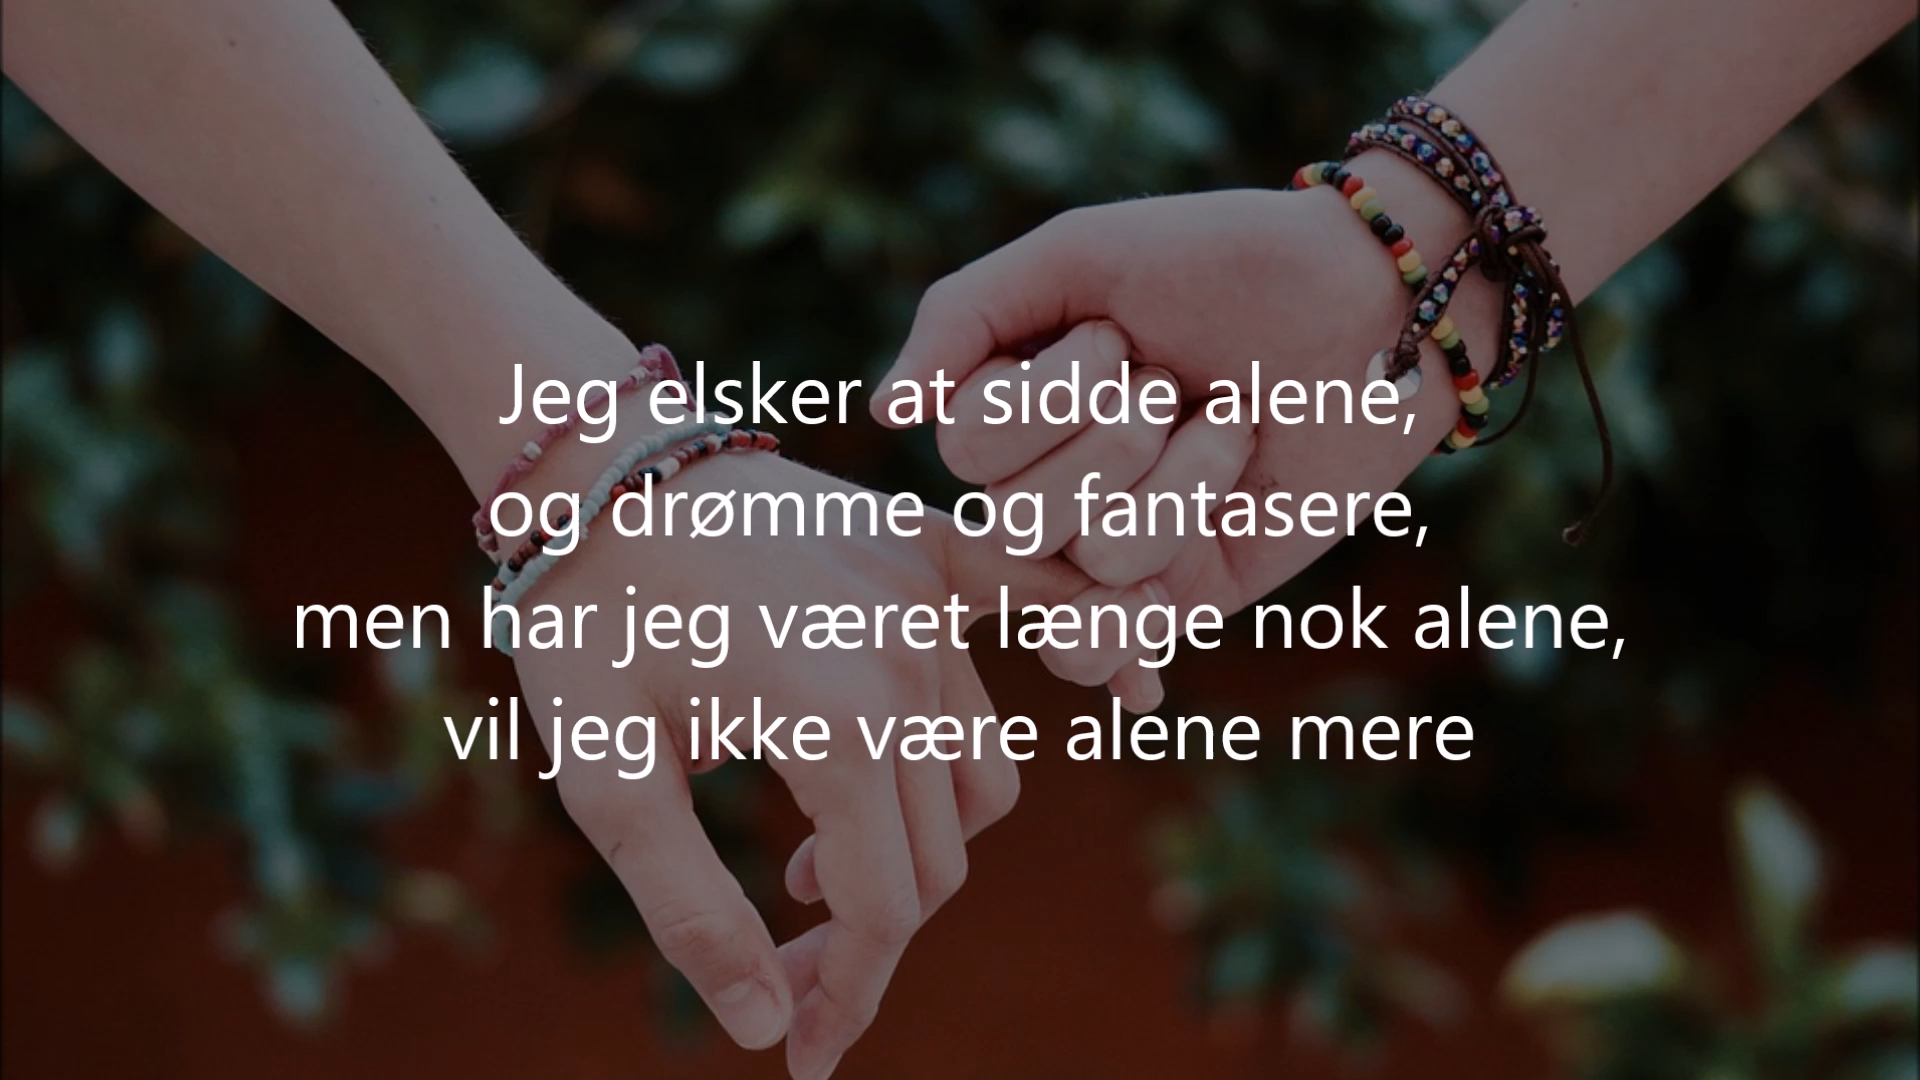 Jeg elsker at sidde alene,
og drømme og fantasere,
men har jeg været længe nok alene,
vil jeg ikke være alene mere